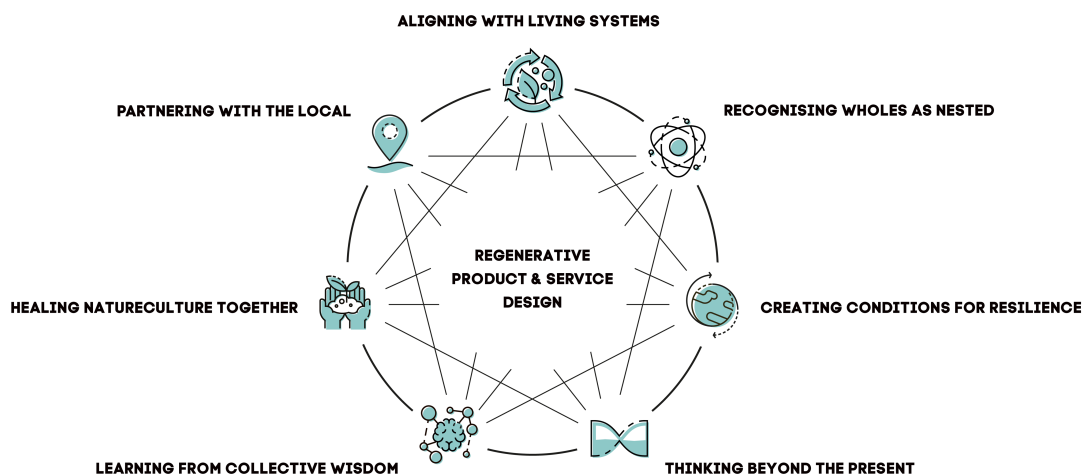 ALIGNING WITH LIVING SYSTEMS
PARTNERING WITH THE LOCAL
RECOGNISING WHOLES AS NESTED
REGENERATIVE
PRODUCT & SERVICE
DESIGN
HEALING NATURECULTURE TOGETHER
CREATING CONDITIONS FOR RESILIENCE
LEARNING FROM COLLECTIVE WISDOM
THINKING BEYOND THE PRESENT